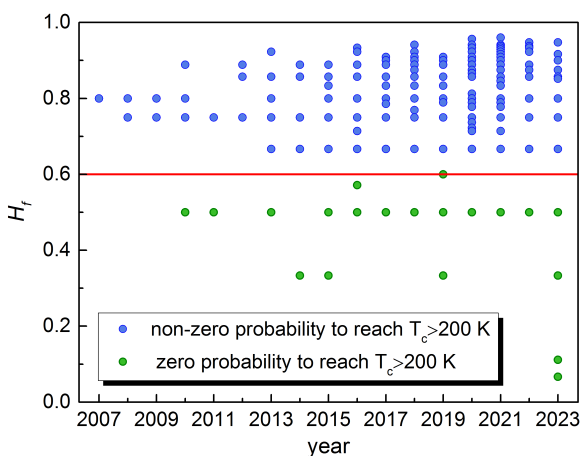 1.0
0.8
0.6
0.4
0.2
0.0
H_f
non-zero probability to reach T_c>200 K
zero probability to reach T_c>200 K
2007 2009 2011 2013 2015 2017 2019 2021 2023
year